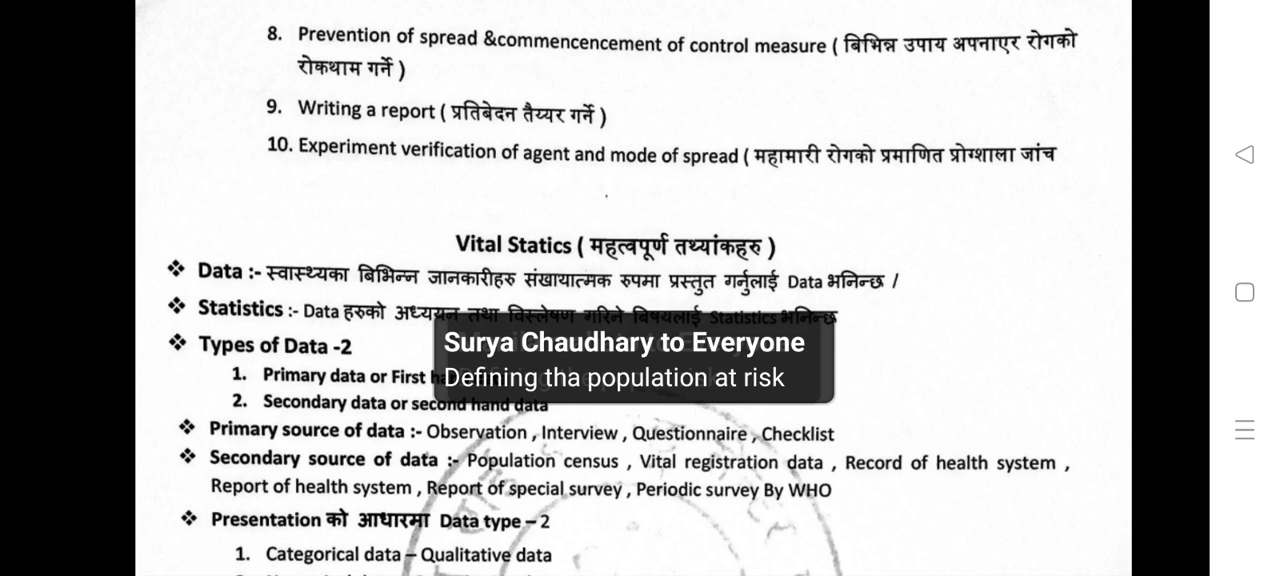 8. Prevention of spread &commencencement of control measure ( बिभिन्न उपाय अपनाएर रोगको
रोकथाम गर्ने )
9. Writing a report ( प्रतिबेदन तैय्यर गर्ने )
10. Experiment verification of agent and mode of spread ( महामारी रोगको प्रमाणित प्रोग्शाला जांच
Vital Statics ( महत्वपूर्ण तथ्यांकहरु )
❖ Data :- स्वास्थ्यका बिभिन्न जानकारीहरु संखायात्मक रुपमा प्रस्तुत गर्नुलाई Data भनिन्छ /
❖ Statistics :- Data हरुको अध्ययन तथा विस्लेषण गरिने बिषयलाई Statistics भनिन्छ
Surya Chaudhary to Everyone
❖ Types of Data -2
Defining tha population at risk
1. Primary data or First
2. Secondary data or second hand data
❖ Primary source of data :- Observation , Interview , Questionnaire , Checklist
❖ Secondary source of data :- Population census , Vital registration data , Record of health system ,
Report of health system , Report of special survey , Periodic survey By WHO
❖ Presentation को आधारमा Data type – 2
1. Categorical data – Qualitative data